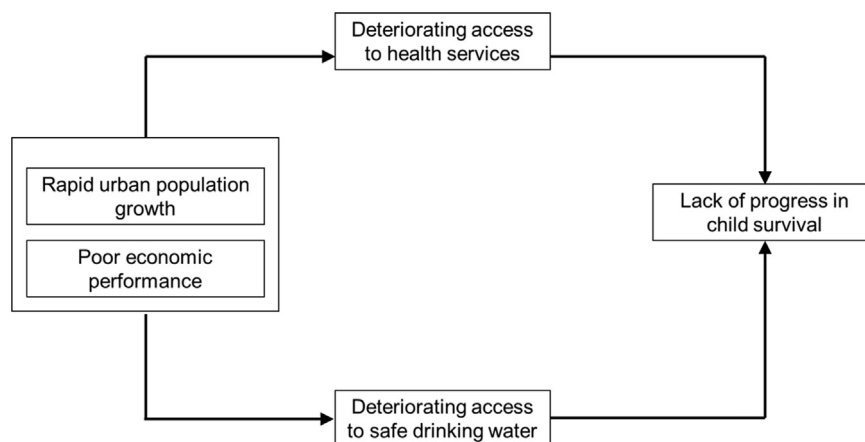 Deteriorating access
to health services
Rapid urban population
growth
Poor economic
performance
Lack of progress in
child survival
Deteriorating access
to safe drinking water